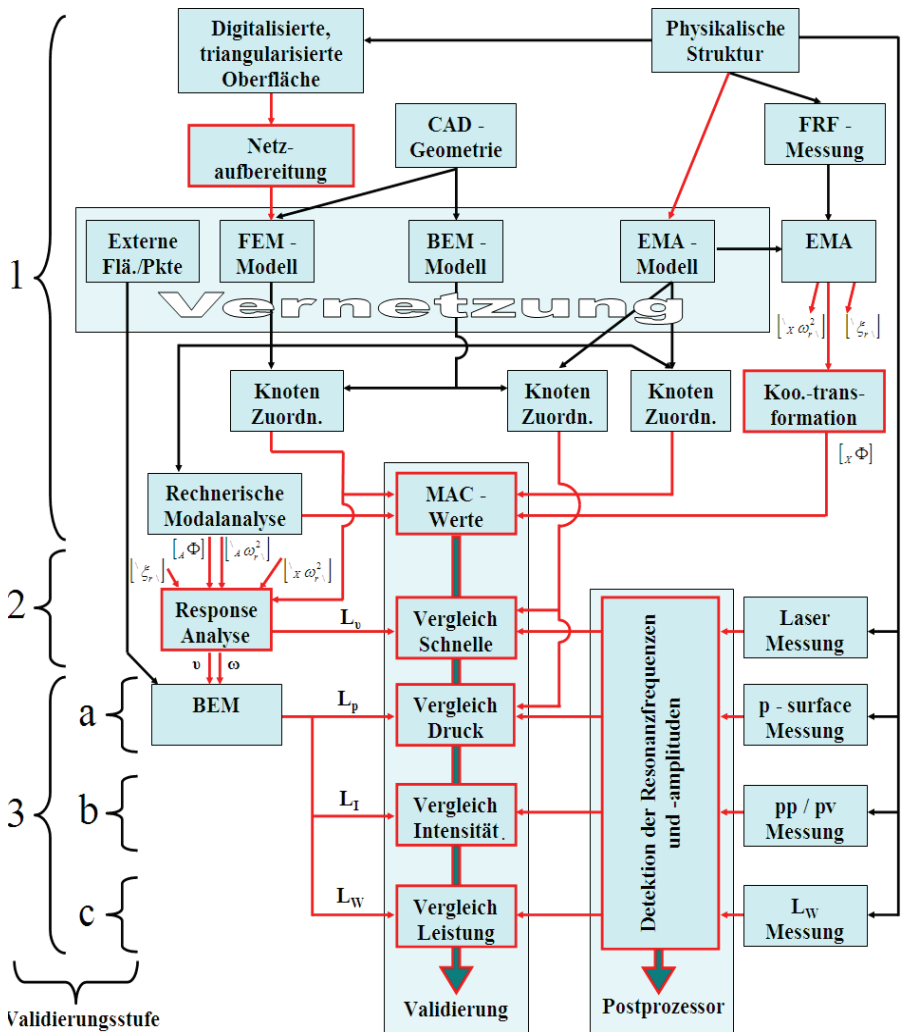 Digitalisierte,
triangularisierte
Oberfläche
Physikalische
Struktur
Netz-
aufbereitung
CAD -
Geometrie
FRF -
Messung
1
Externe
Flä./Pkte
FEM -
Modell
BEM -
Modell
EMA -
Modell
EMA
Vernetzung
[\ X ω r 2 \]
[\ ξ r \]
Knoten
Zuordn.
Knoten
Zuordn.
Knoten
Zuordn.
Koo.-trans-
formation
[X Φ]
Rechnerische
Modalanalyse
MAC -
Werte
[A Φ]
[\ A ω r 2 \]
[\ ξ r \]
[\ X ω r 2 \]
2
Response
Analyse
Lυ
Vergleich
Schnelle
Laser
Messung
υ ω
3
a
BEM
Lp
Vergleich
Druck
p - surface
Messung
b
LI
Vergleich
Intensität .
pp / pv
Messung
c
LW
Vergleich
Leistung
LW
Messung
Detektion der Resonanzfrequenzen
und -amplituden
Validierung
Postprozessor
Validierungsstufe